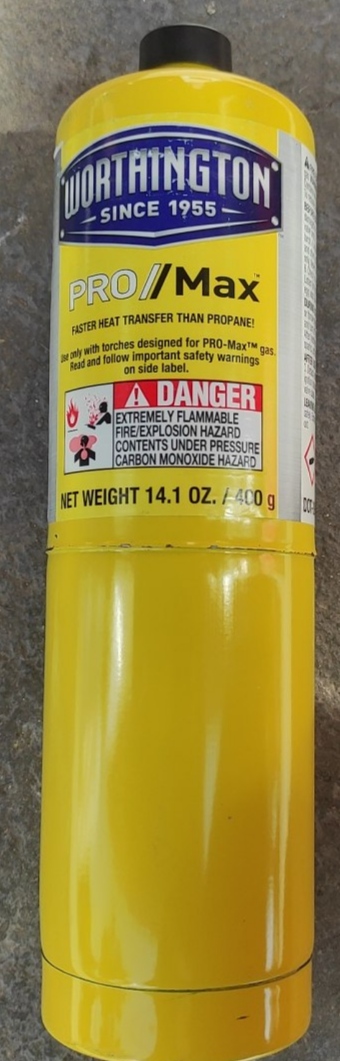 WORTHINGTON
SINCE 1955
PRO//Max™
FASTER HEAT TRANSFER THAN PROPANE!
Use only with torches designed for PRO-Max™ gas.
Read and follow important safety warnings
on side label.
DANGER
EXTREMELY FLAMMABLE
FIRE/EXPLOSION HAZARD
CONTENTS UNDER PRESSURE
CARBON MONOXIDE HAZARD
NET WEIGHT 14.1 OZ. / 400 g